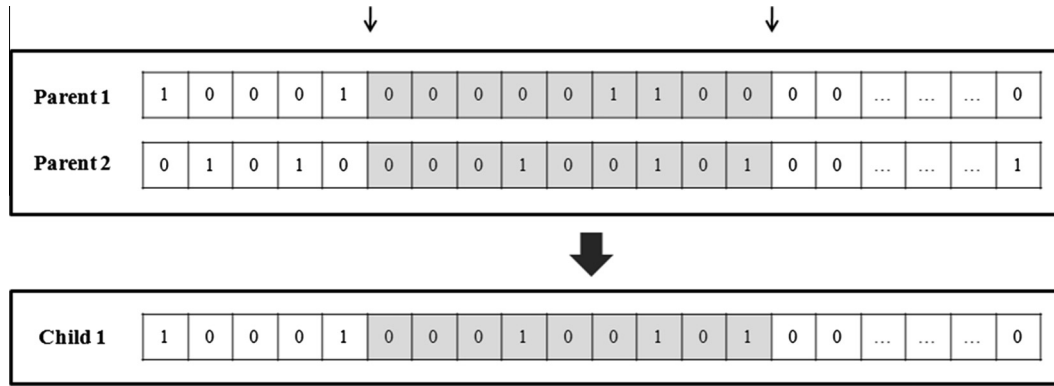 Parent 1 1 0 0 0 1 0 0 0 0 0 1 1 0 0 0 0 ... ... ... 0
Parent 2 0 1 0 1 0 0 0 0 1 0 0 1 0 1 0 0 ... ... ... 1
Child 1 1 0 0 0 1 0 0 0 1 0 0 1 0 1 0 0 ... ... ... 0